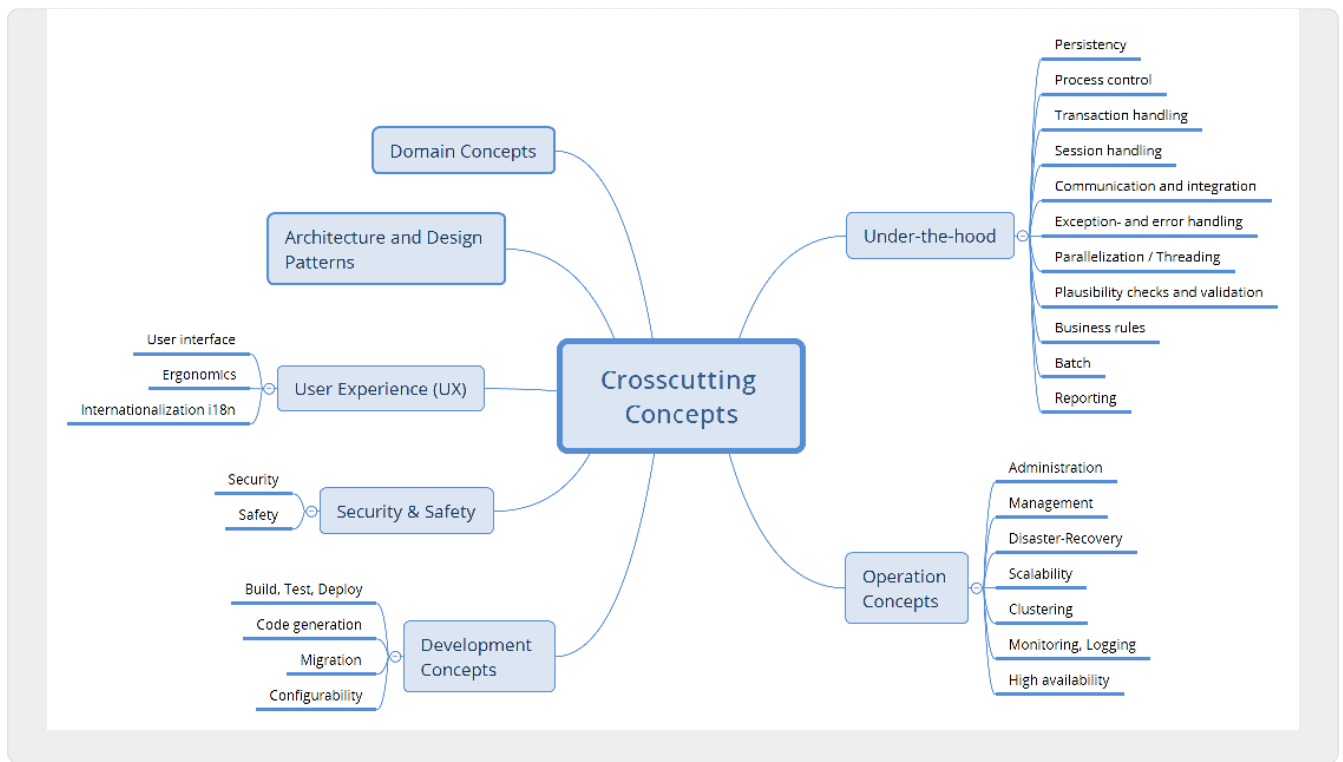 Crosscutting
Concepts
Domain Concepts
Architecture and Design
Patterns
User Experience (UX)
User interface
Ergonomics
Internationalization i18n
Security & Safety
Security
Safety
Development
Concepts
Build, Test, Deploy
Code generation
Migration
Configurability
Under-the-hood
Persistency
Process control
Transaction handling
Session handling
Communication and integration
Exception- and error handling
Parallelization / Threading
Plausibility checks and validation
Business rules
Batch
Reporting
Operation
Concepts
Administration
Management
Disaster-Recovery
Scalability
Clustering
Monitoring, Logging
High availability